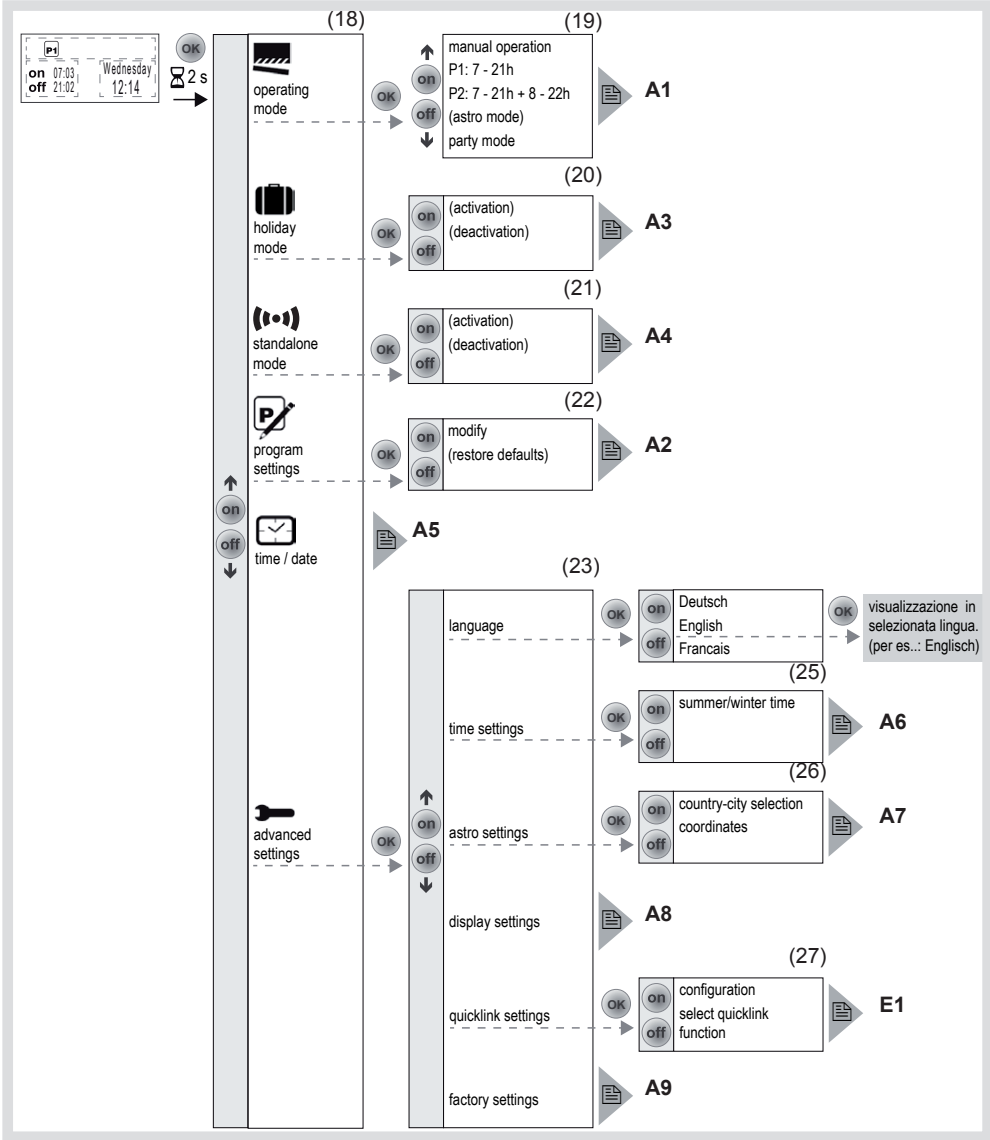 (18)
(19)
P1
on 07:03
off 21:02
Wednesday
12:14
OK
2 s
operating
mode
OK
on
off
manual operation
P1: 7 - 21h
P2: 7 - 21h + 8 - 22h
(astro mode)
party mode
A1
(20)
holiday
mode
OK
on
off
(activation)
(deactivation)
A3
(21)
standalone
mode
OK
on
off
(activation)
(deactivation)
A4
(22)
P
program
settings
OK
on
off
modify
(restore defaults)
A2
on
off
time / date
A5
(23)
language
OK
on
off
Deutsch
English
Francais
OK
visualizzazione in
selezionata lingua.
(per es..: Englisch)
(25)
time settings
OK
on
off
summer/winter time
A6
(26)
advanced
settings
OK
on
off
astro settings
OK
on
off
country-city selection
coordinates
A7
display settings
A8
(27)
quicklink settings
OK
on
off
configuration
select quicklink
function
E1
factory settings
A9